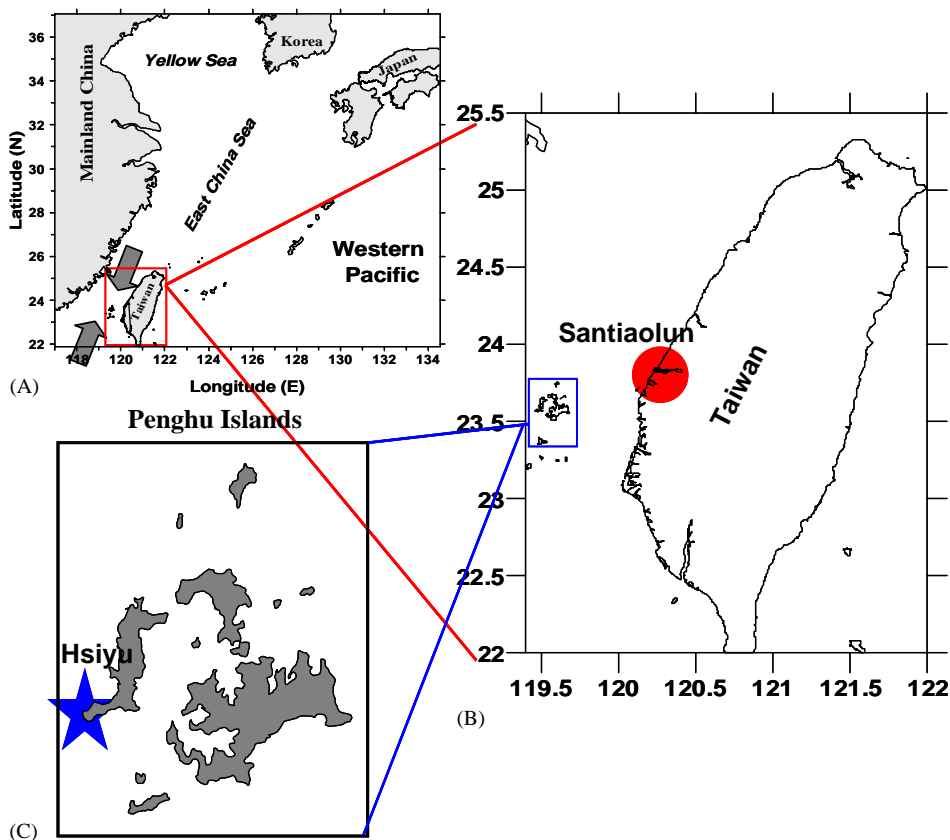 36
34
32
30
28
26
24
22
Latitude (N)
Mainland China
Yellow Sea
Korea
Japan
East China Sea
Western
Pacific
Taiwan
118
120
122
124
126
128
130
132
134
Longitude (E)
(A)
25.5
25
24.5
24
23.5
23
22.5
22
Santiaolun
Taiwan
119.5
120
120.5
121
121.5
122
(B)
Penghu Islands
Hsiyu
(C)